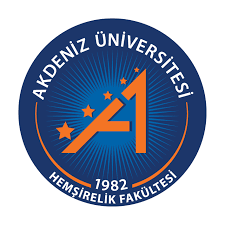 AKDENİZ ÜNİVERSİTESİ
1982
HEMŞİRELİK FAKÜLTESİ